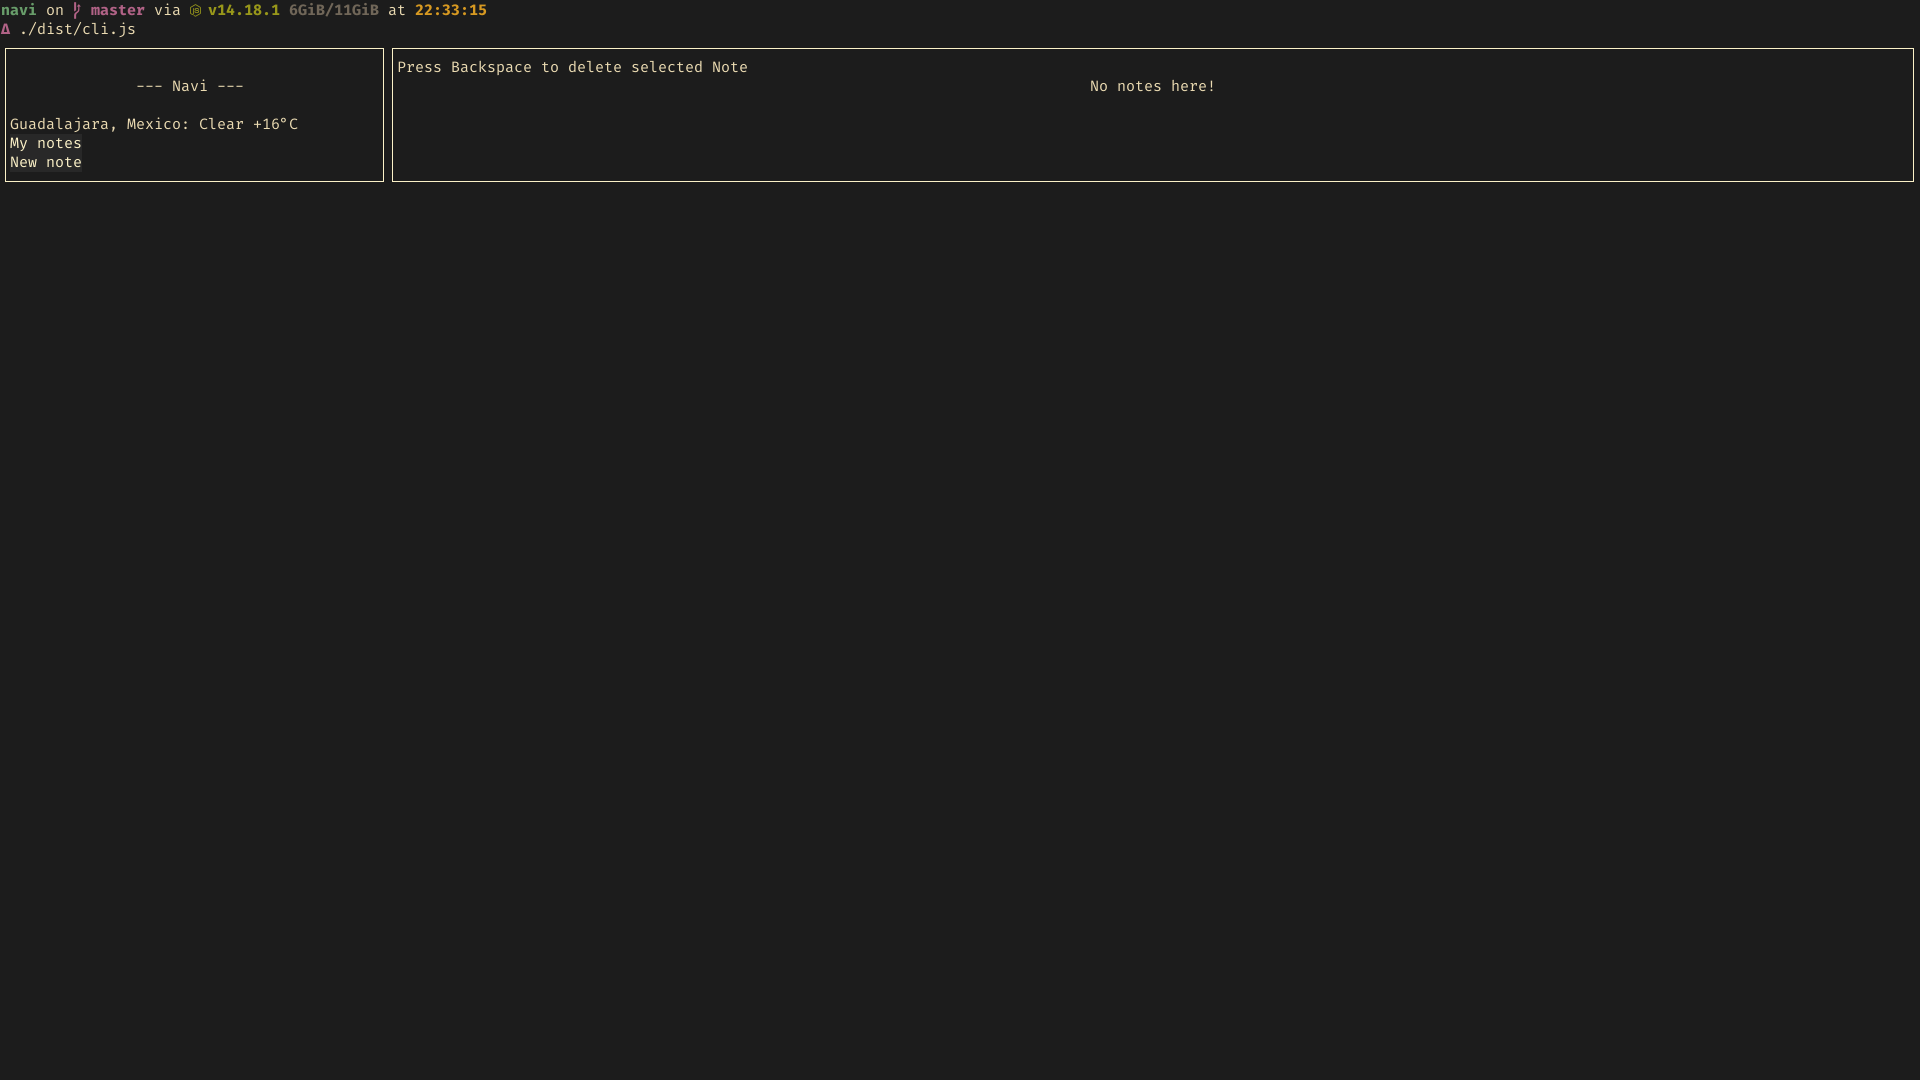 navi on master via v14.18.1 6GiB/11GiB at 22:33:15
Δ ./dist/cli.js
--- Navi ---
Guadalajara, Mexico: Clear +16°C
My notes
New note
Press Backspace to delete selected Note
No notes here!